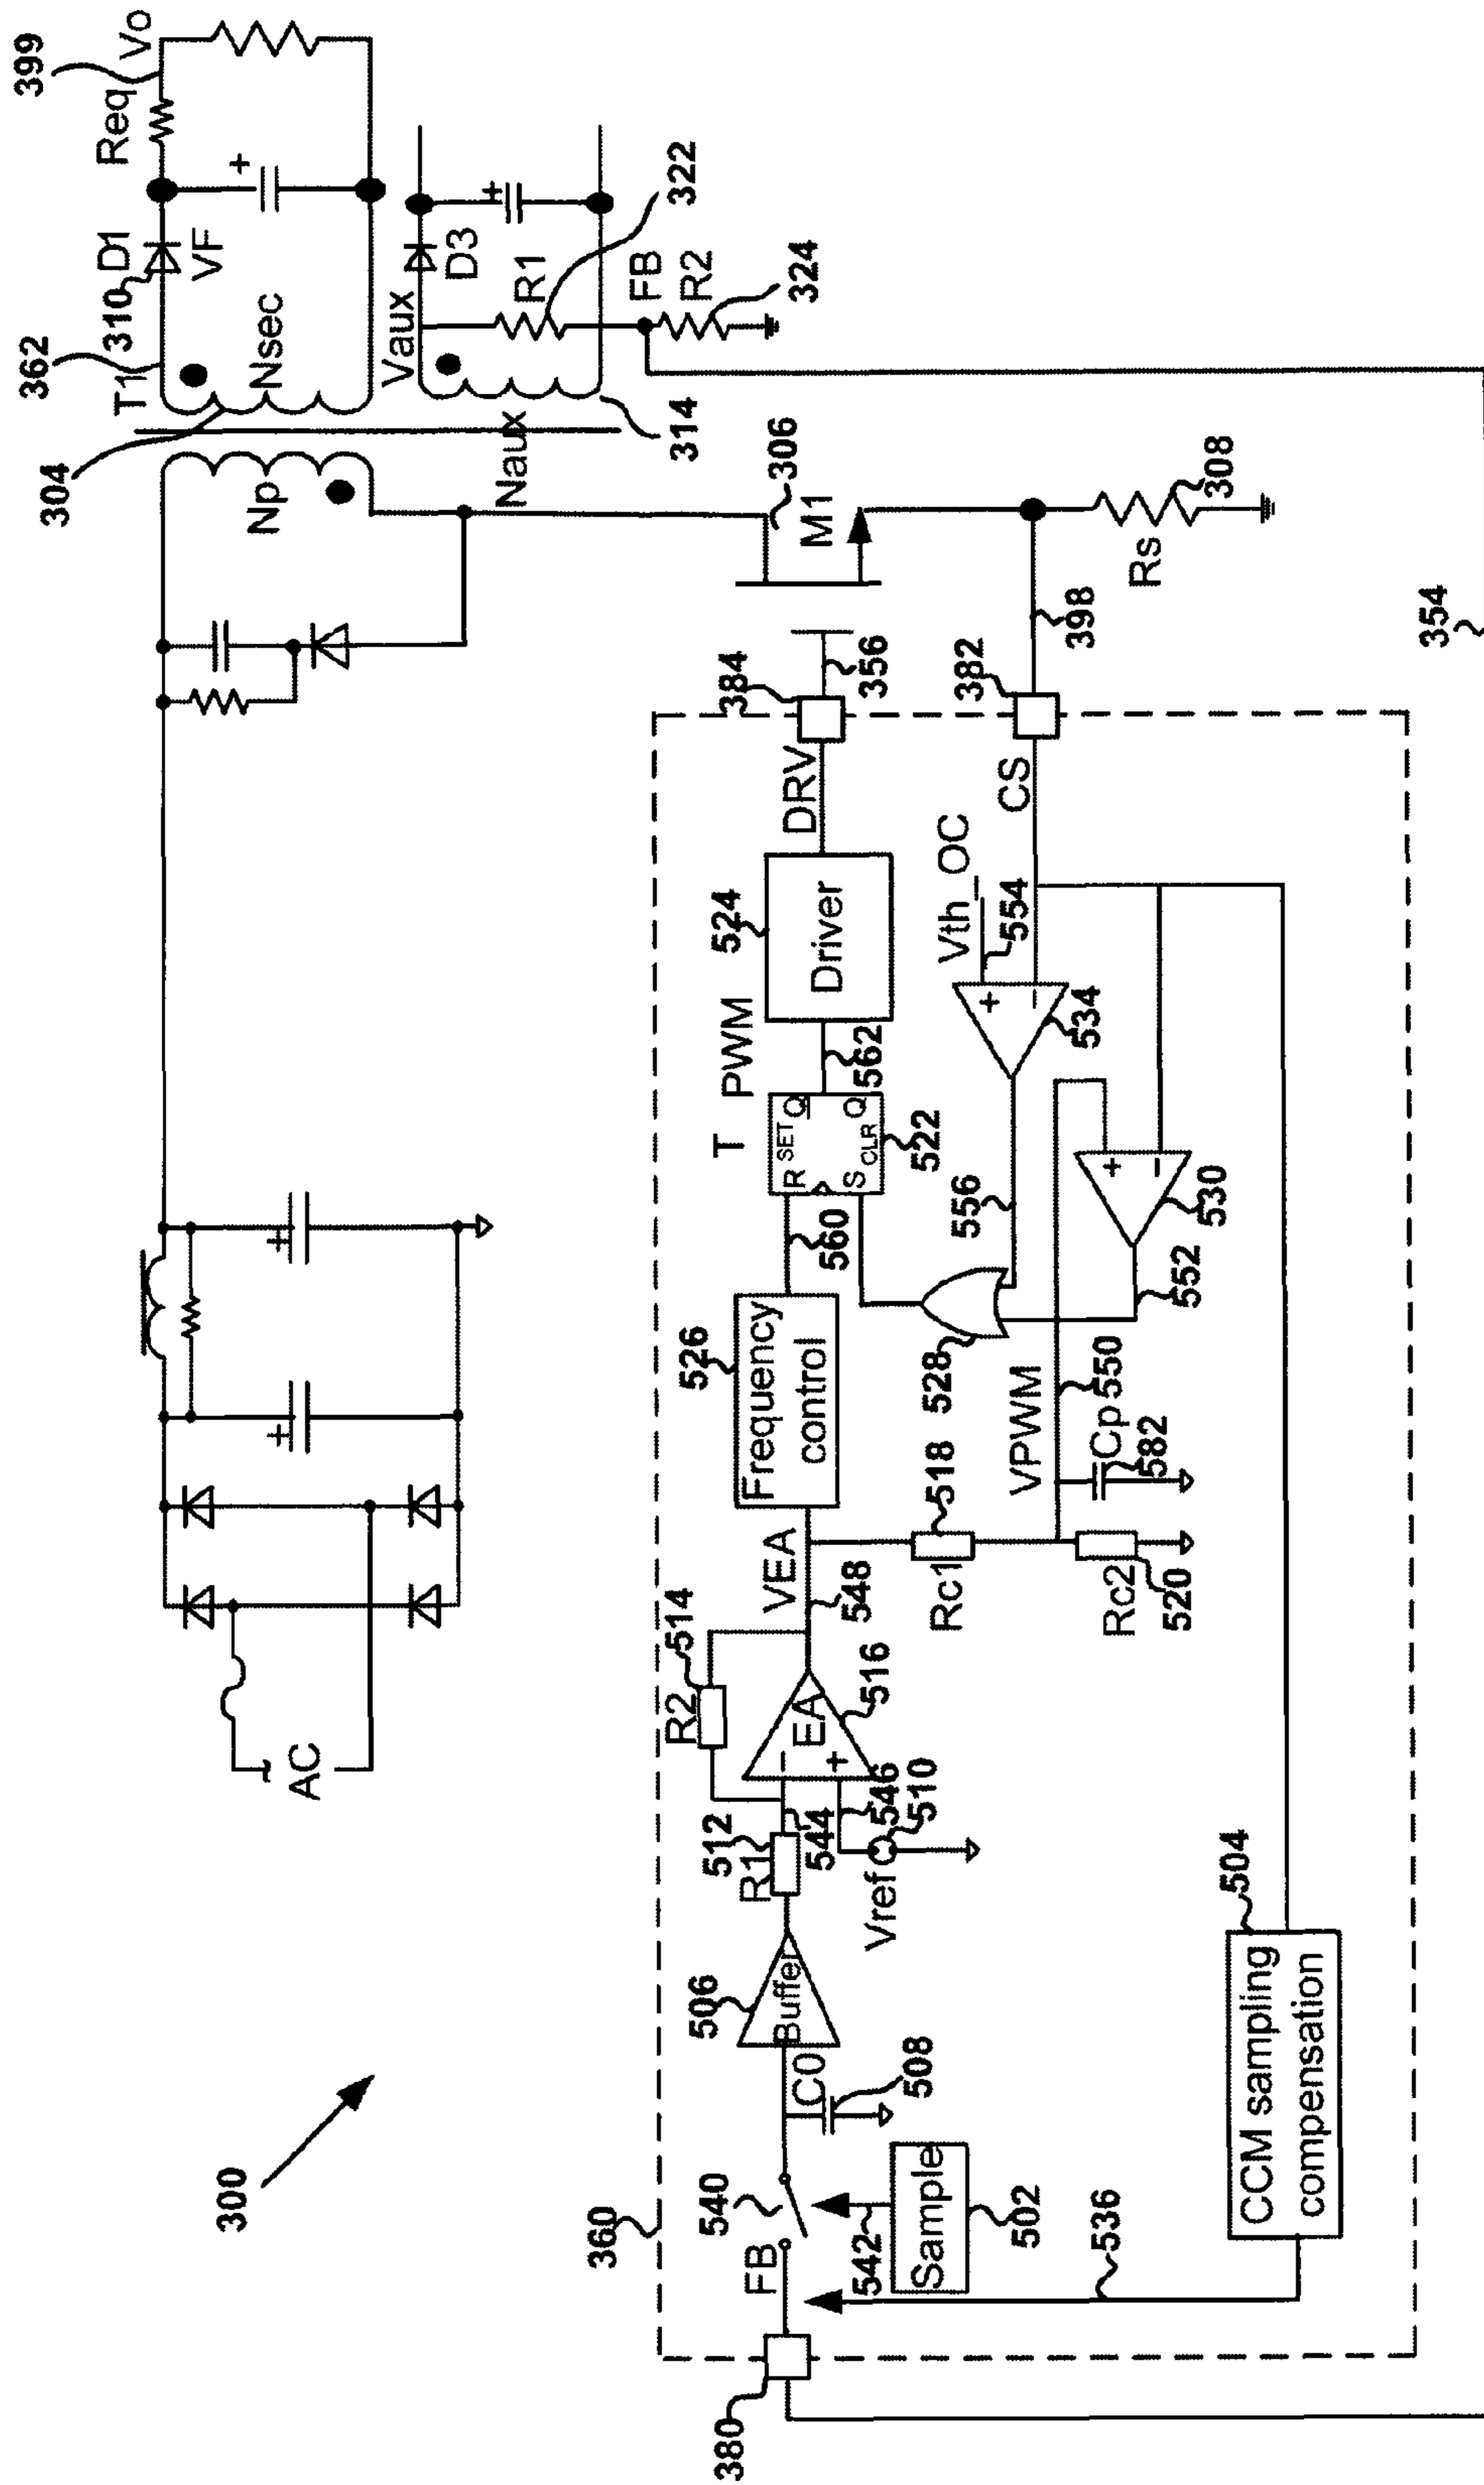 300
AC
~
362
T1
310
D1
VF
Req
399
Vo
+
304
Np
Nsec
Naux
Vaux
D3
R1
322
FB
R2
324
314
306
M1
308
Rs
398
354
360
380
FB
540
542
Sample
502
536
C0
508
506
Buffer
512
R1
544
546
510
Vref
514
R2
EA
516
VEA
548
526
Frequency
control
560
T
R
SET
Q
S
CLR
Q
522
PWM
562
524
Driver
DRV
384
356
382
CS
Vth_OC
554
534
556
528
530
552
VPWM
550
518
Rc1
Rc2
520
Cp
582
504
CCM sampling
compensation